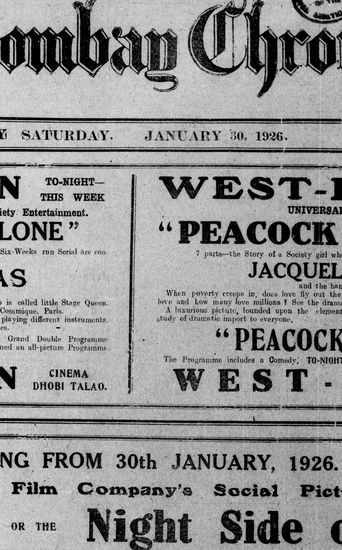 ombay Chro
Y SATURDAY. JANUARY 30, 1926.
N TO-NIGHT—
THIS WEEK
iety Entertainment.
LONE"
Six-Weeks run Serial are con-
AS
o is called little Stage Queen.
Commique, Paris.
playing different instruments.
es.
Grand Double Programme
ned an all-picture Programme
N CINEMA
DHOBI TALAO.
WEST-
UNIVERSA
"PEACOCK
7 parts—the Story of a Society girl wh
JACQUEL
and the han
When poverty creeps in, does love fly out the
love and how many love millions? See the drama
A luxurious picture, founded upon the element
study of dramatic import to everyone,
"PEACOCK
The Programme includes a Comedy, TO-NIGHT
WEST-
NG FROM 30th JANUARY, 1926.
Film Company's Social Pict
OR THE Night Side o